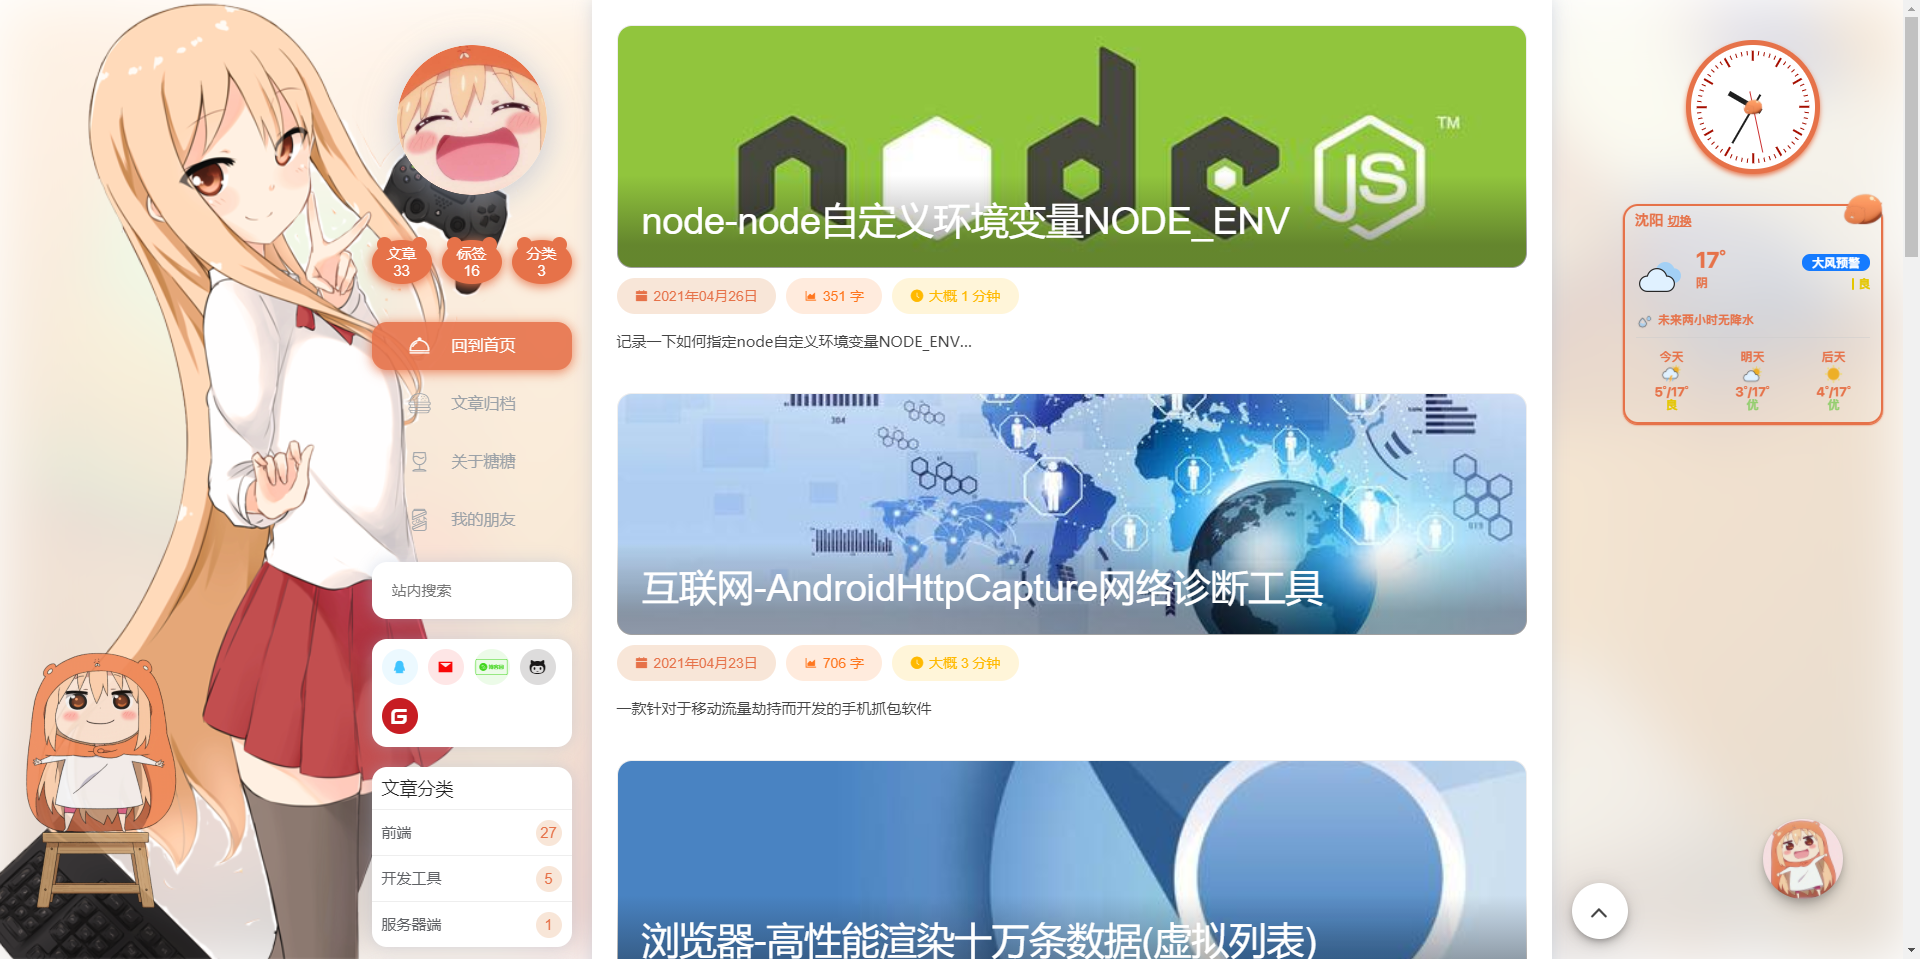 文章
33
标签
16
分类
3
回到首页
文章归档
关于糖糖
我的朋友
站内搜索
文章分类
前端
27
开发工具
5
服务器端
1
node
JS
TM
node-node自定义环境变量NODE_ENV
2021年04月26日
351 字
大概 1 分钟
记录一下如何指定node自定义环境变量NODE_ENV...
304
互联网-AndroidHttpCapture网络诊断工具
2021年04月23日
706 字
大概 3 分钟
一款针对于移动流量劫持而开发的手机抓包软件
浏览器-高性能渲染十万条数据(虚拟列表)
沈阳 切换
17°
阴
大风预警
良
未来两小时无降水
今天 明天 后天
5°/17° 3°/17° 4°/17°
良 优 优